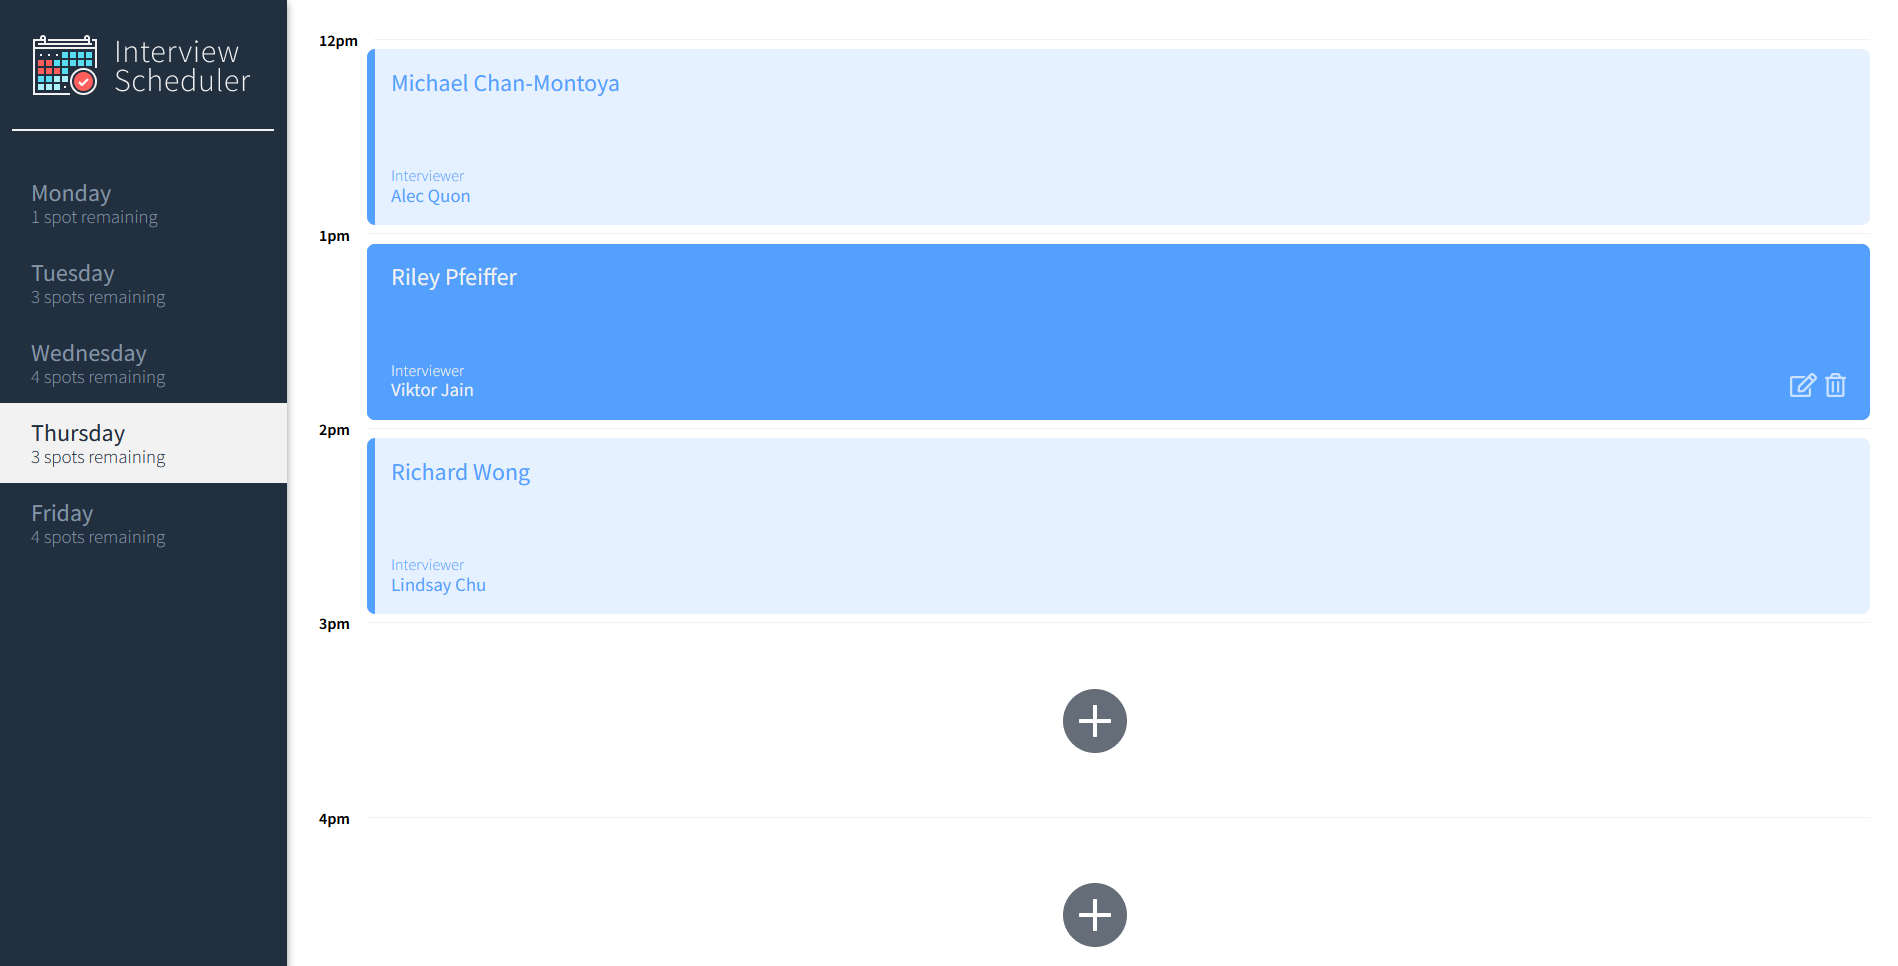 Interview
Scheduler
Monday
1 spot remaining
Tuesday
3 spots remaining
Wednesday
4 spots remaining
Thursday
3 spots remaining
Friday
4 spots remaining
12pm
Michael Chan-Montoya
Interviewer
Alec Quon
1pm
Riley Pfeiffer
Interviewer
Viktor Jain
2pm
Richard Wong
Interviewer
Lindsay Chu
3pm
4pm